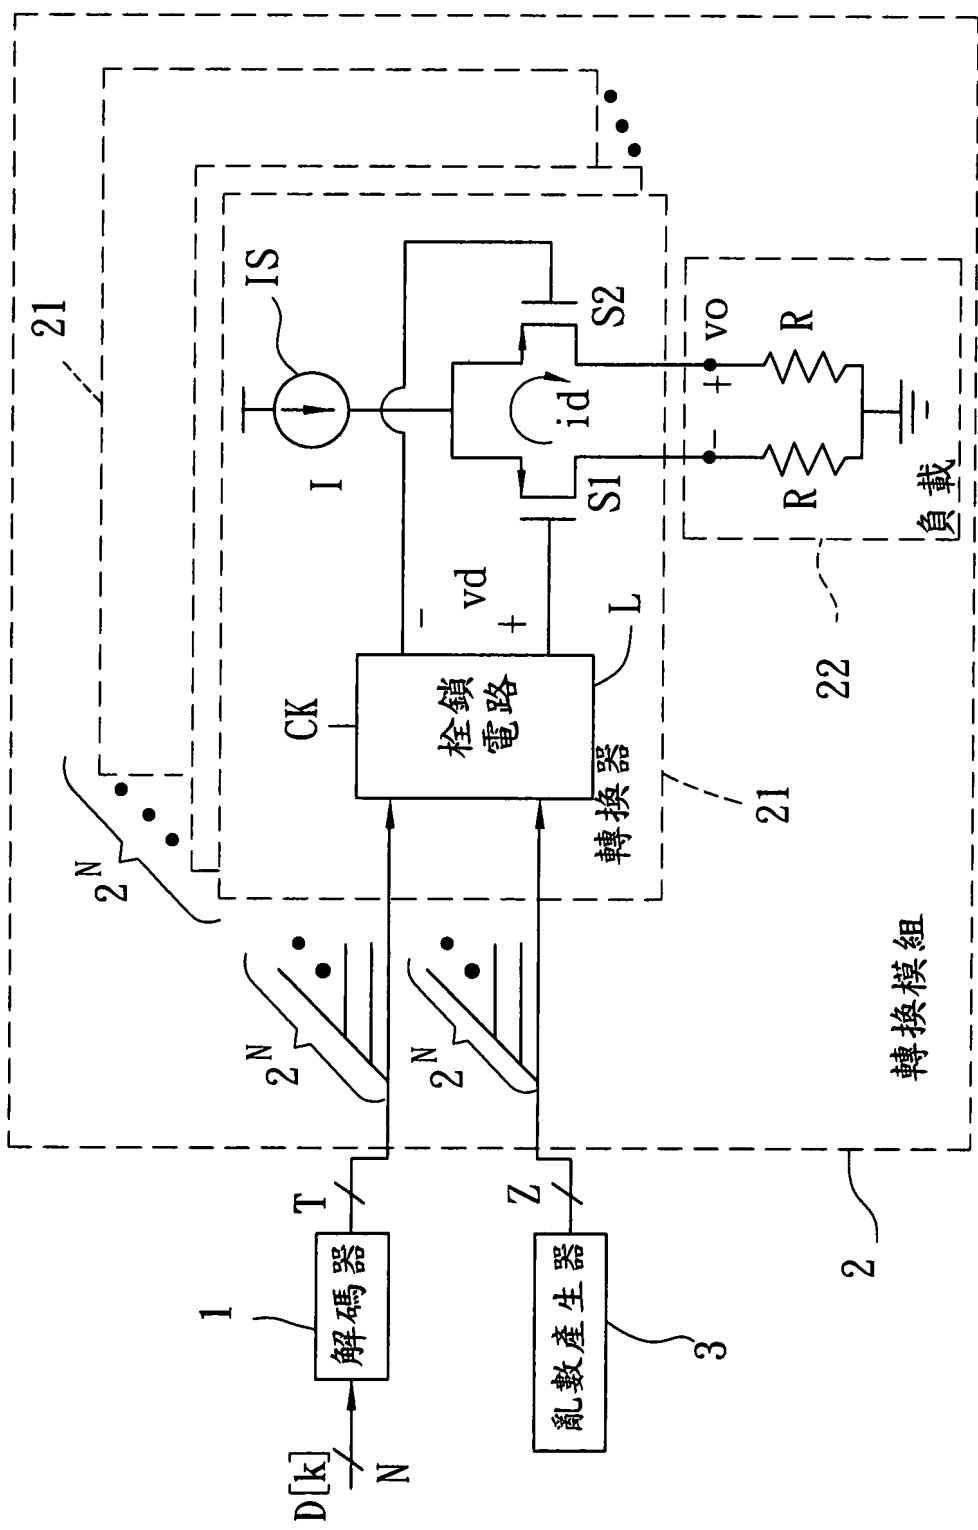 D[k]
N
1
解碼器
T
亂數產生器
3
Z
2
轉換模組
2^N
2^N
2^N
21
21
轉換器
CK
栓鎖
電路
L
-
vd
+
I
IS
S1
S2
id
22
負載
-
+
vo
R
R